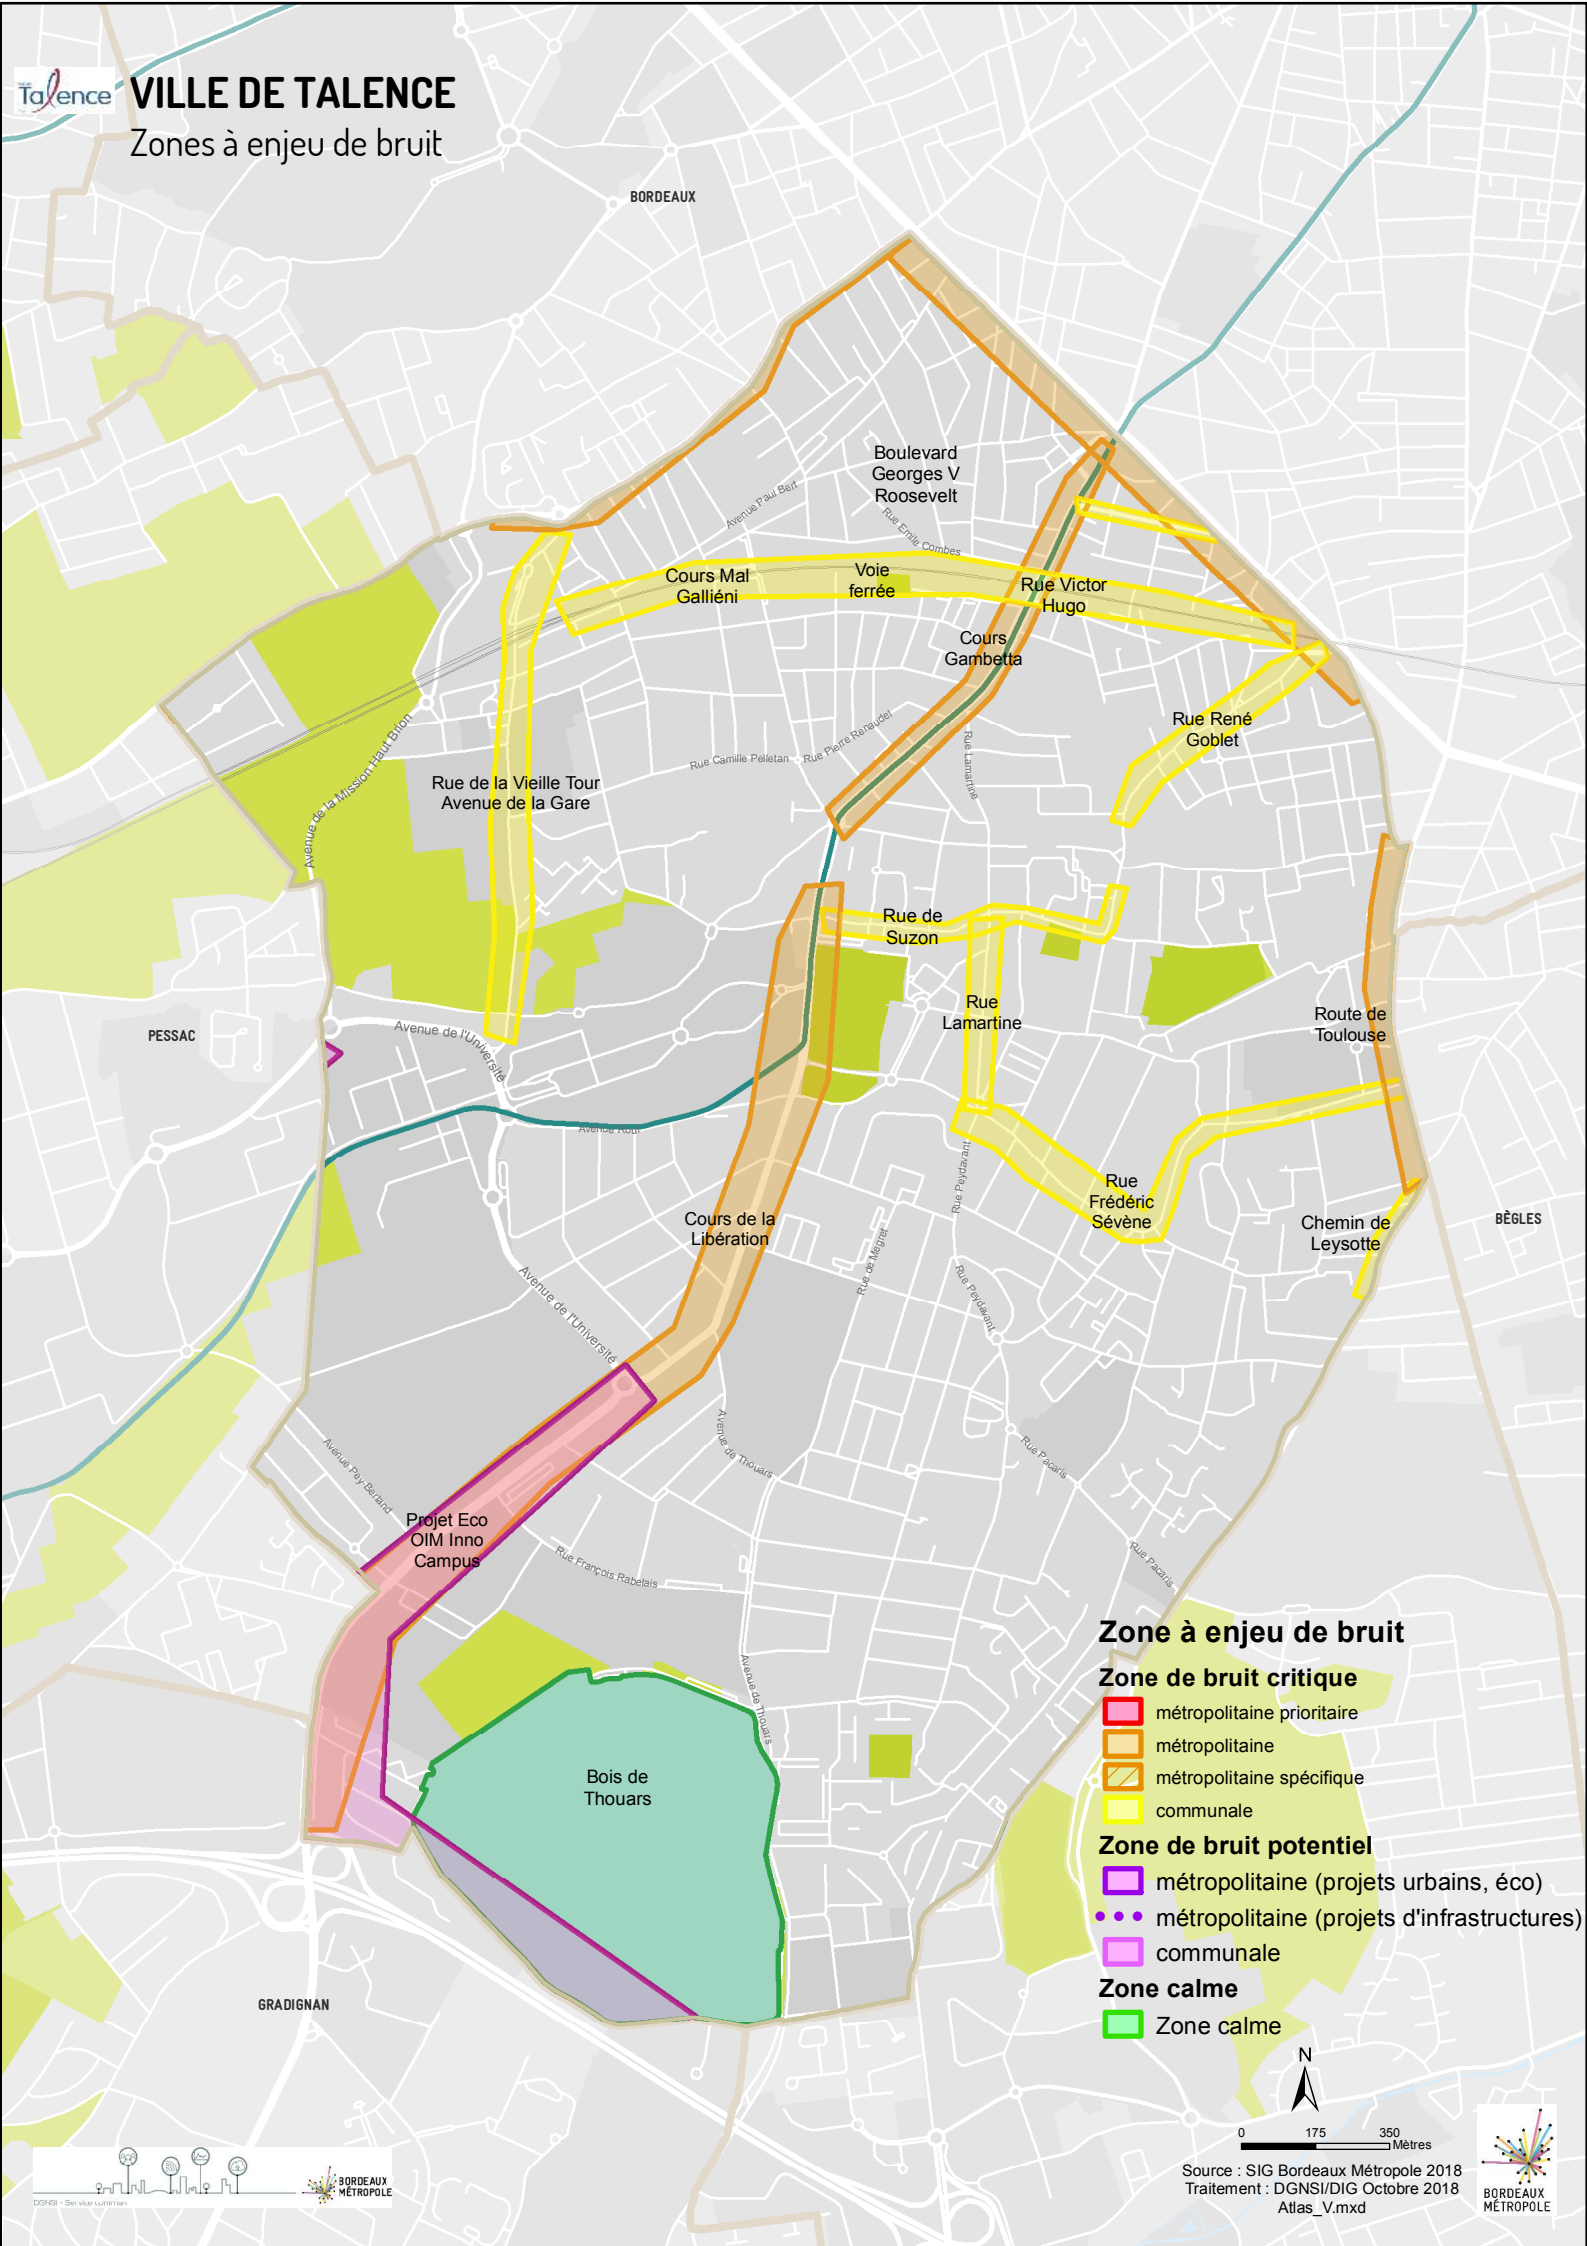 Talence
VILLE DE TALENCE
Zones à enjeu de bruit
BORDEAUX
Boulevard
Georges V
Roosevelt
Avenue Paul Bert
Rue Emile Combes
Cours Mal
Galliéni
Voie
ferrée
Rue Victor
Hugo
Cours
Gambetta
Rue René
Goblet
Avenue de la Mission Haut Brion
Rue Camille Pelletan
Rue Pierre Renaudel
Rue Lamartine
Rue de la Vieille Tour
Avenue de la Gare
Rue de
Suzon
Rue
Lamartine
Route de
Toulouse
PESSAC
Avenue de l'Université
Avenue Roul
Rue Peydavant
Rue
Frédéric
Sévène
Chemin de
Leysotte
BÈGLES
Cours de la
Libération
Rue de Megret
Rue Peydavant
Avenue de l'Université
Avenue de Thouars
Avenue Pey-Berland
Rue Pacaris
Projet Eco
OIM Inno
Campus
Rue François Rabelais
Rue Pacaris
Avenue de Thouars
Bois de
Thouars
GRADIGNAN
Zone à enjeu de bruit
Zone de bruit critique
métropolitaine prioritaire
métropolitaine
métropolitaine spécifique
communale
Zone de bruit potentiel
métropolitaine (projets urbains, éco)
métropolitaine (projets d'infrastructures)
communale
Zone calme
Zone calme
N
0 175 350
Mètres
Source : SIG Bordeaux Métropole 2018
Traitement : DGNSI/DIG Octobre 2018
Atlas_V.mxd
BORDEAUX
MÉTROPOLE
DGNSI - Service commun
BORDEAUX
MÉTROPOLE